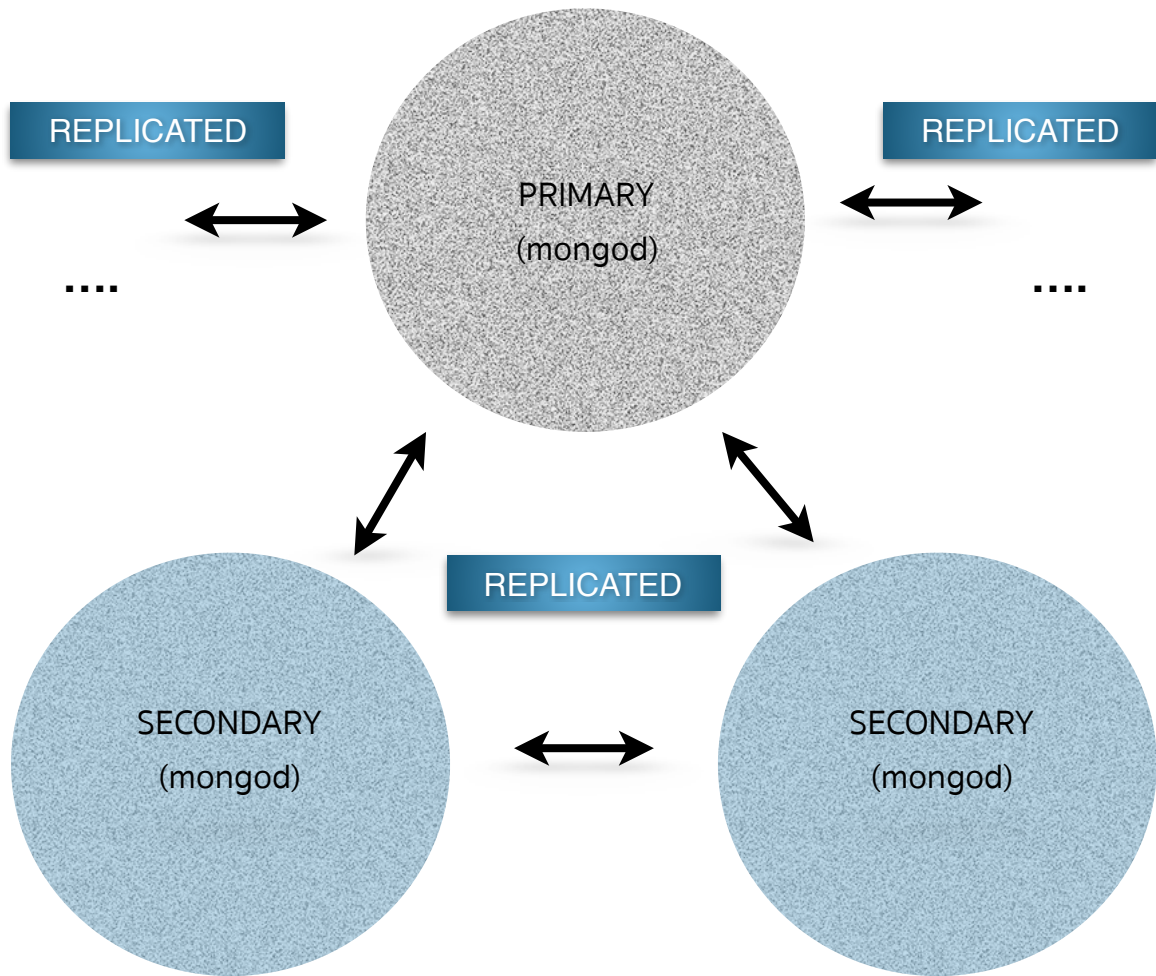 REPLICATED
REPLICATED
PRIMARY
(mongod)
....
....
REPLICATED
SECONDARY
(mongod)
SECONDARY
(mongod)